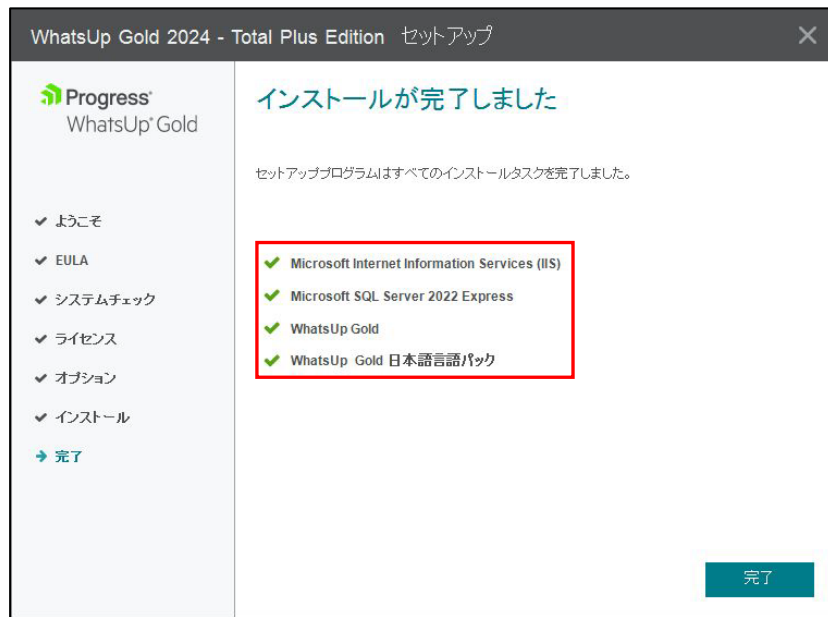 WhatsUp Gold 2024 - Total Plus Edition セットアップ
Progress®
WhatsUp® Gold
ようこそ
EULA
システムチェック
ライセンス
オプション
インストール
完了
インストールが完了しました
セットアッププログラムはすべてのインストールタスクを完了しました。
Microsoft Internet Information Services (IIS)
Microsoft SQL Server 2022 Express
WhatsUp Gold
WhatsUp Gold 日本語言語パック
完了